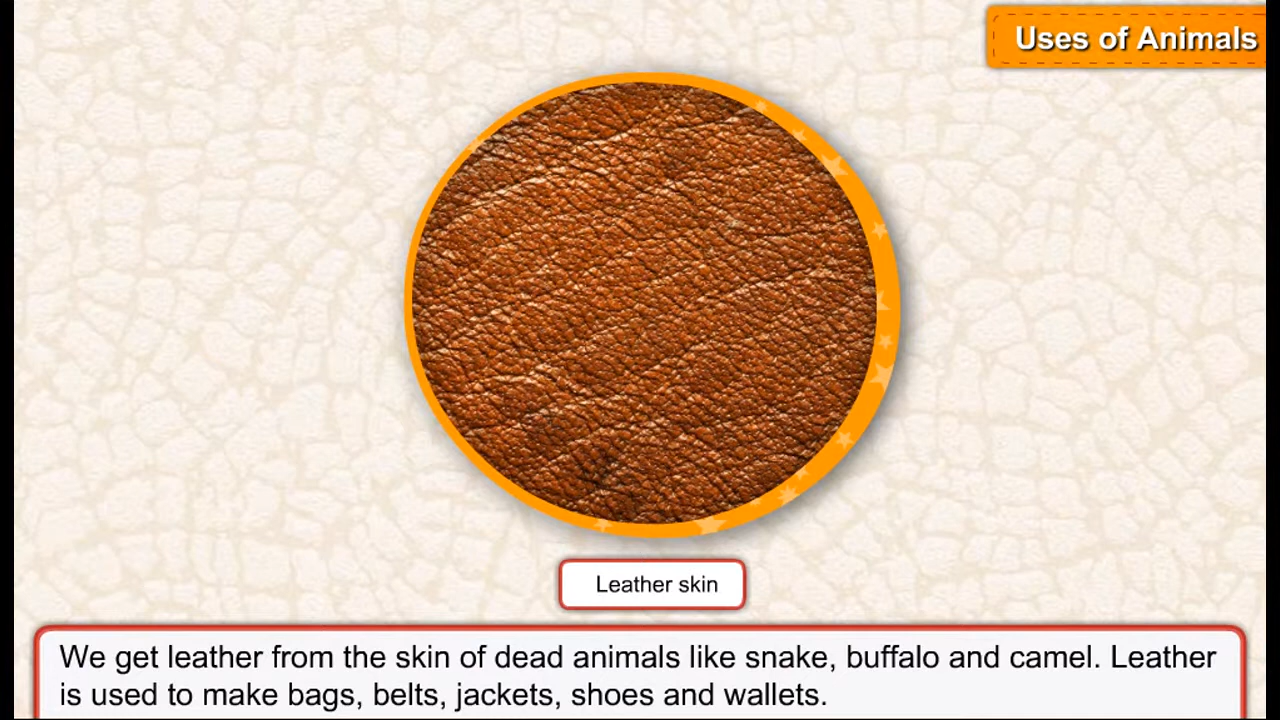 Uses of Animals
Leather skin
We get leather from the skin of dead animals like snake, buffalo and camel. Leather
is used to make bags, belts, jackets, shoes and wallets.